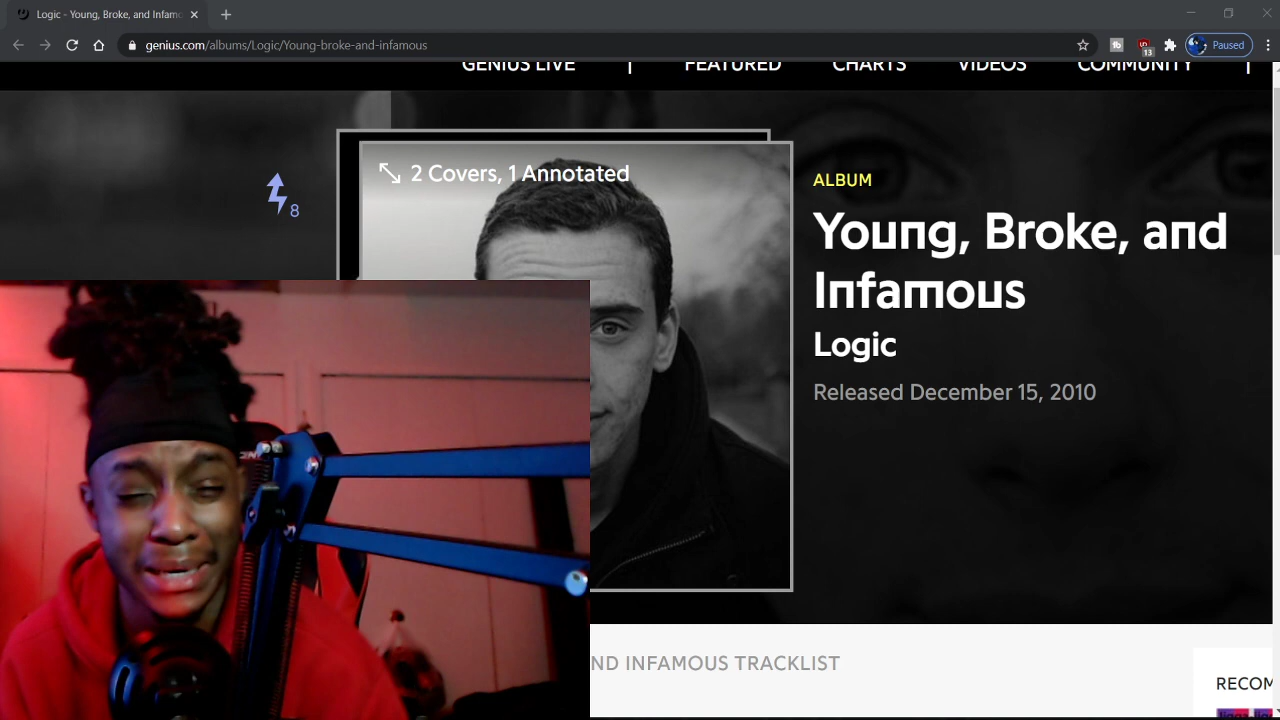 Logic - Young, Broke, and Infamo
genius.com/albums/Logic/Young-broke-and-infamous
13
Paused
GENIUS LIVE | FEATURED CHARTS VIDEOS COMMUNITY |
2 Covers, 1 Annotated
8
ALBUM
Young, Broke, and
Infamous
Logic
Released December 15, 2010
ND INFAMOUS TRACKLIST
RECOM